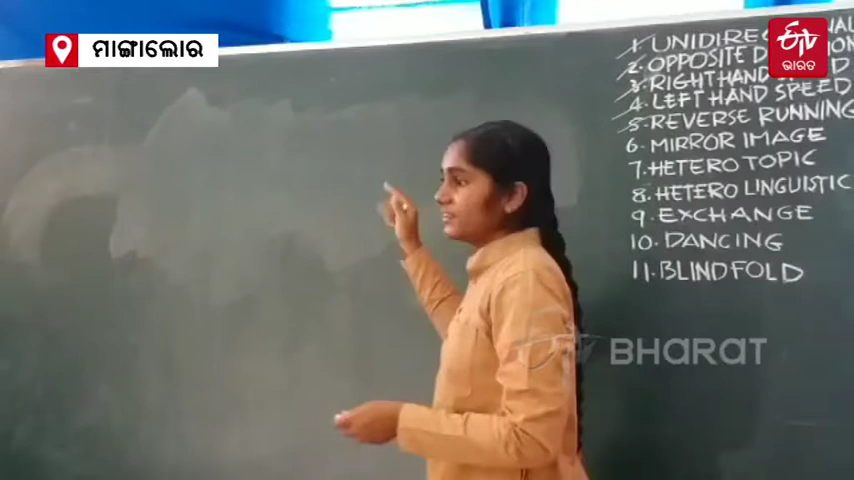 ମାଙ୍ଗାଲୋର
1. UNIDIRE
2. OPPOSITE
3. RIGHT HAND
4. LEFT HAND SPEED
5. REVERSE RUNNING
6. MIRROR IMAGE
7. HETERO TOPIC
8. HETERO LINGUISTIC
9. EXCHANGE
10. DANCING
11. BLINDFOLD
ଭାରତ
BHARAT